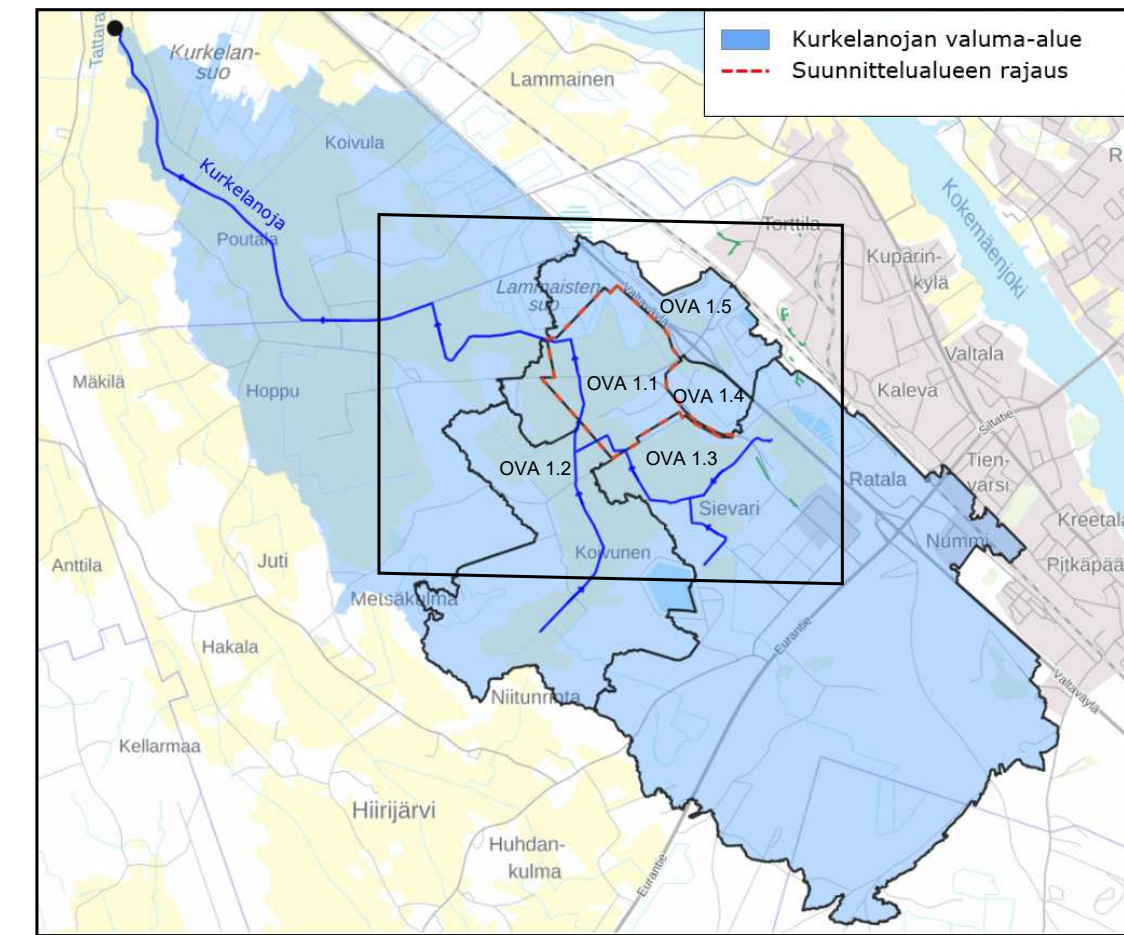 Kurkelanojan valuma-alue
Suunnittelualueen rajaus
Tattara
Kurkelan-
suo
Lammainen
Koivula
Kurkelanoja
Poutala
Torttila
Kokemäenjoki
Kuparin-
kylä
Lammaisten-
suo
Valtaväylä
OVA 1.5
Valtala
Mäkilä
Hoppu
OVA 1.1
OVA 1.4
Kaleva
Siltatie
OVA 1.2
OVA 1.3
Tien-
varsi
Ratala
Sievari
Kreetala
Nummi
Koivunen
Anttila
Juti
Pitkäpää
Metsäkulma
Eurantie
Hakala
Niitunrinta
Valtaväylä
Kellarmaa
Hiirijärvi
Huhdan-
kulma
Eurantie